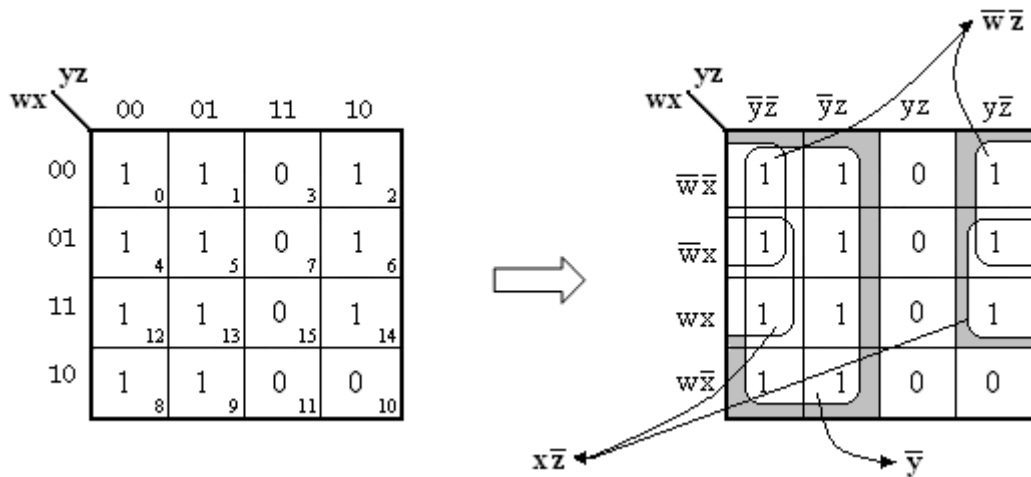 w̅ z̅
yz yz
wx 00 01 11 10 wx y̅z̅ y̅z yz yz̅
00 1 0 1 1 0 3 1 2 w̅x̅ 1 1 0 1
01 1 4 1 5 0 7 1 6 w̅x 1 1 0 1
11 1 12 1 13 0 15 1 14 wx 1 1 0 1
10 1 8 1 9 0 11 0 10 wx̅ 1 1 0 0
xz̅ y̅